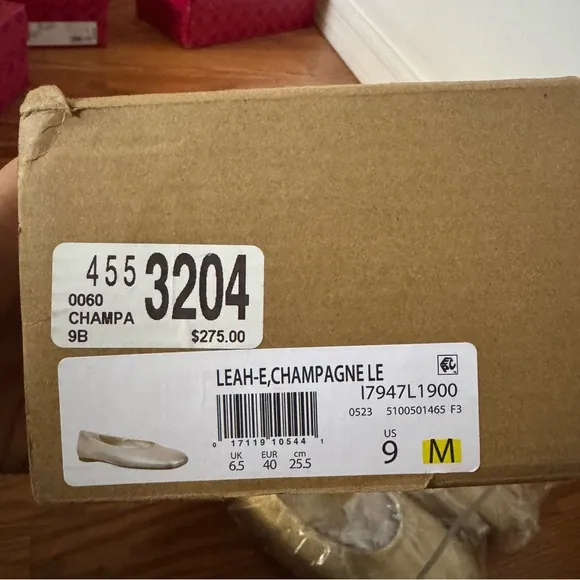 455 3204
0060
CHAMPA
9B $275.00
LEAH-E,CHAMPAGNE LE
I7947L1900
0523 5100501465 F3
0 17119 10544 1
UK EUR cm
6.5 40 25.5
US
9 M